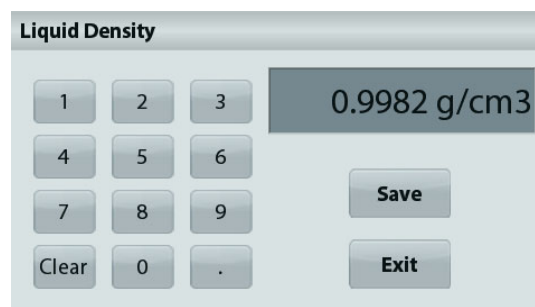 Liquid Density
1 2 3
0.9982 g/cm3
4 5 6
7 8 9
Save
Clear 0 .
Exit